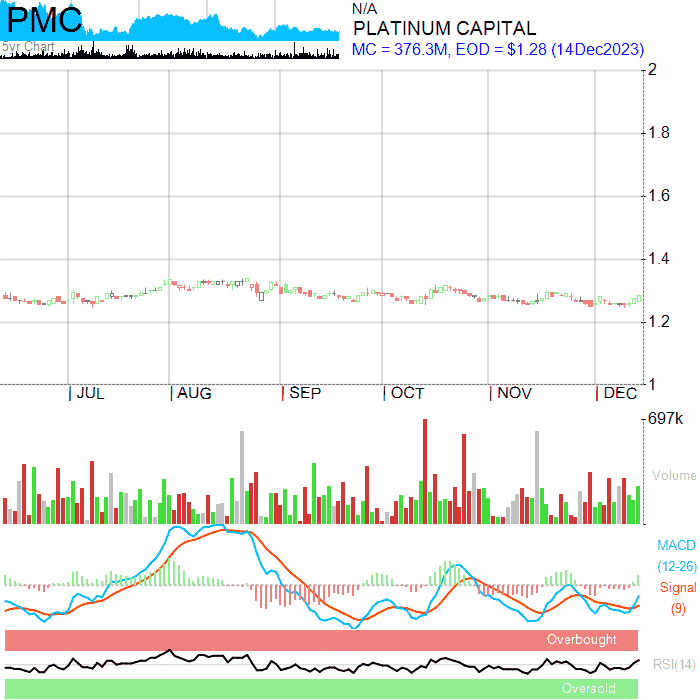 PMC
5yr Chart
N/A
PLATINUM CAPITAL
MC = 376.3M, EOD = $1.28 (14Dec2023)
2
1.8
1.6
1.4
1.2
1
JUL AUG SEP OCT NOV DEC
697k
Volume
MACD
(12-26)
Signal
(9)
Overbought
RSI(14)
Oversold